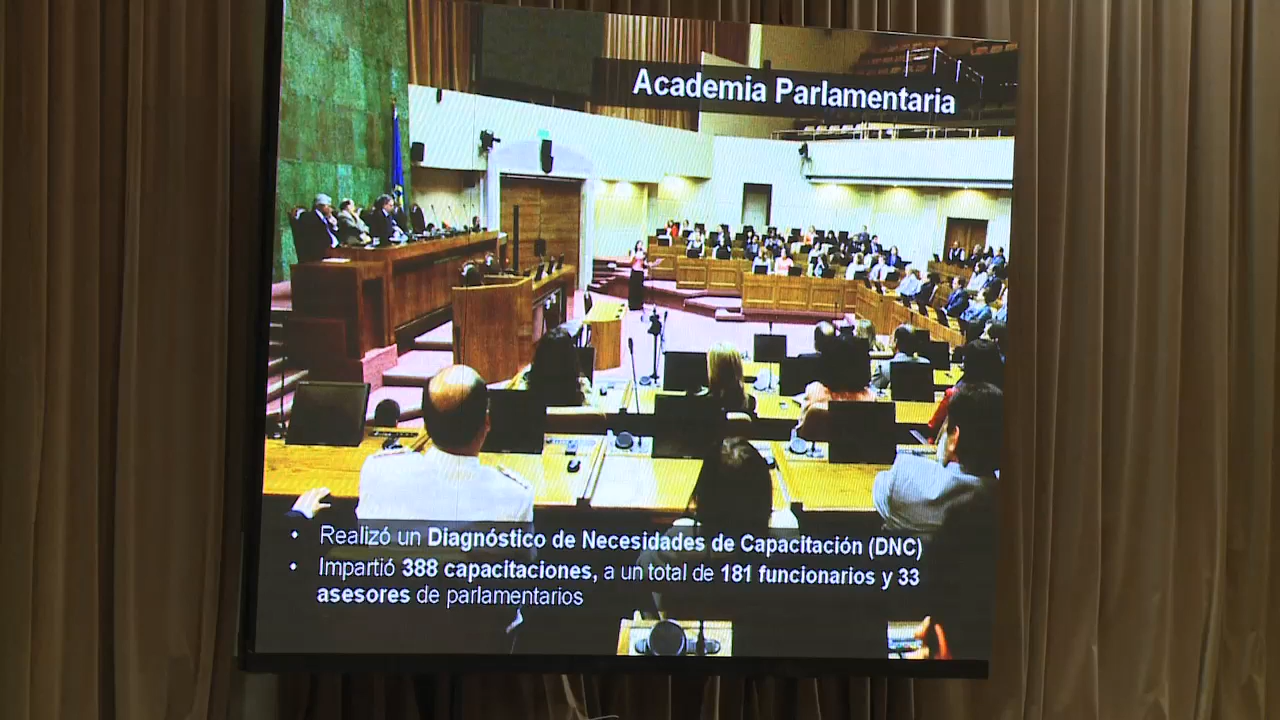 Academia Parlamentaria
• Realizó un Diagnóstico de Necesidades de Capacitación (DNC)
• Impartió 388 capacitaciones, a un total de 181 funcionarios y 33
asesores de parlamentarios